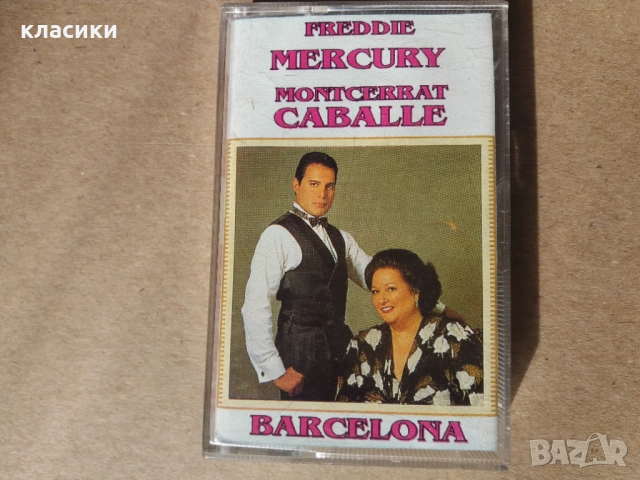 класики
FREDDIE
MERCURY
MONTCERRAT
CABALLE
BARCELONA
BAZAR